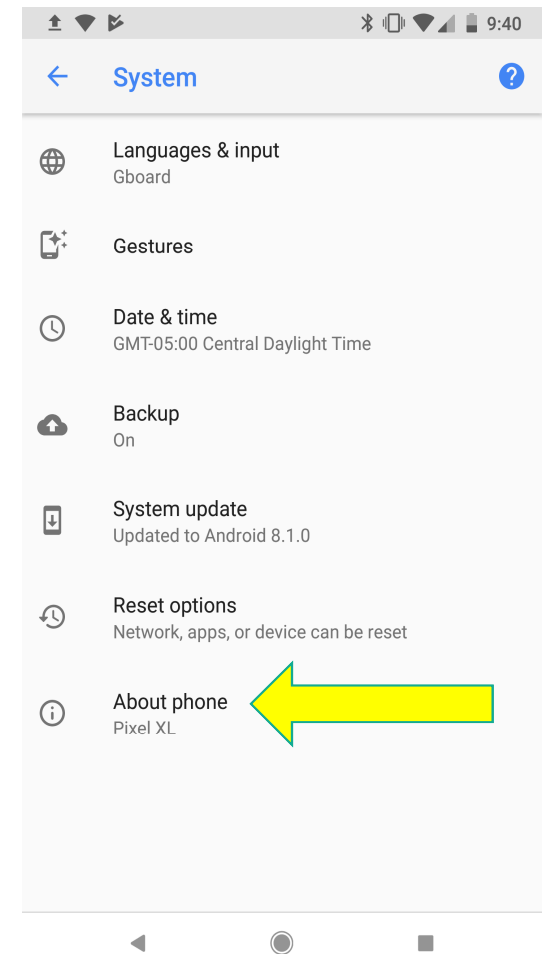 9:40
System
Languages & input
Gboard
Gestures
Date & time
GMT-05:00 Central Daylight Time
Backup
On
System update
Updated to Android 8.1.0
Reset options
Network, apps, or device can be reset
About phone
Pixel XL